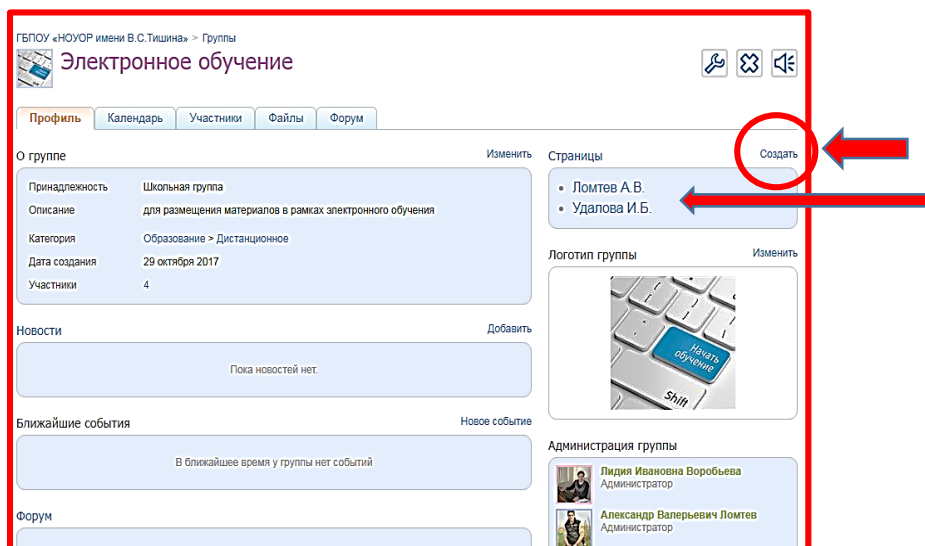 ГБПОУ «НОУОР имени В.С.Тишина» > Группы
Электронное обучение
Профиль Календарь Участники Файлы Форум
О группе Изменить
Принадлежность Школьная группа
Описание для размещения материалов в рамках электронного обучения
Категория Образование > Дистанционное
Дата создания 29 октября 2017
Участники 4
Новости Добавить
Пока новостей нет.
Ближайшие события Новое событие
В ближайшее время у группы нет событий
Форум
Страницы Создать
• Ломтев А.В.
• Удалова И.Б.
Логотип группы Изменить
Начать
обучение
Shift
Администрация группы
Лидия Ивановна Воробьева
Администратор
Александр Валерьевич Ломтев
Администратор